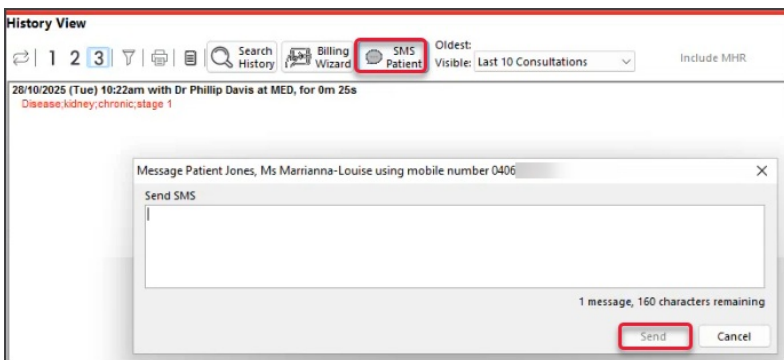 History View
1 2 3 Search History Billing Wizard SMS Patient Oldest: Visible: Last 10 Consultations Include MHR
28/10/2025 (Tue) 10:22am with Dr Phillip Davis at MED, for 0m 25s
Disease;kidney;chronic;stage 1
Message Patient Jones, Ms Marrianna-Louise using mobile number 0406
Send SMS
1 message, 160 characters remaining
Send Cancel